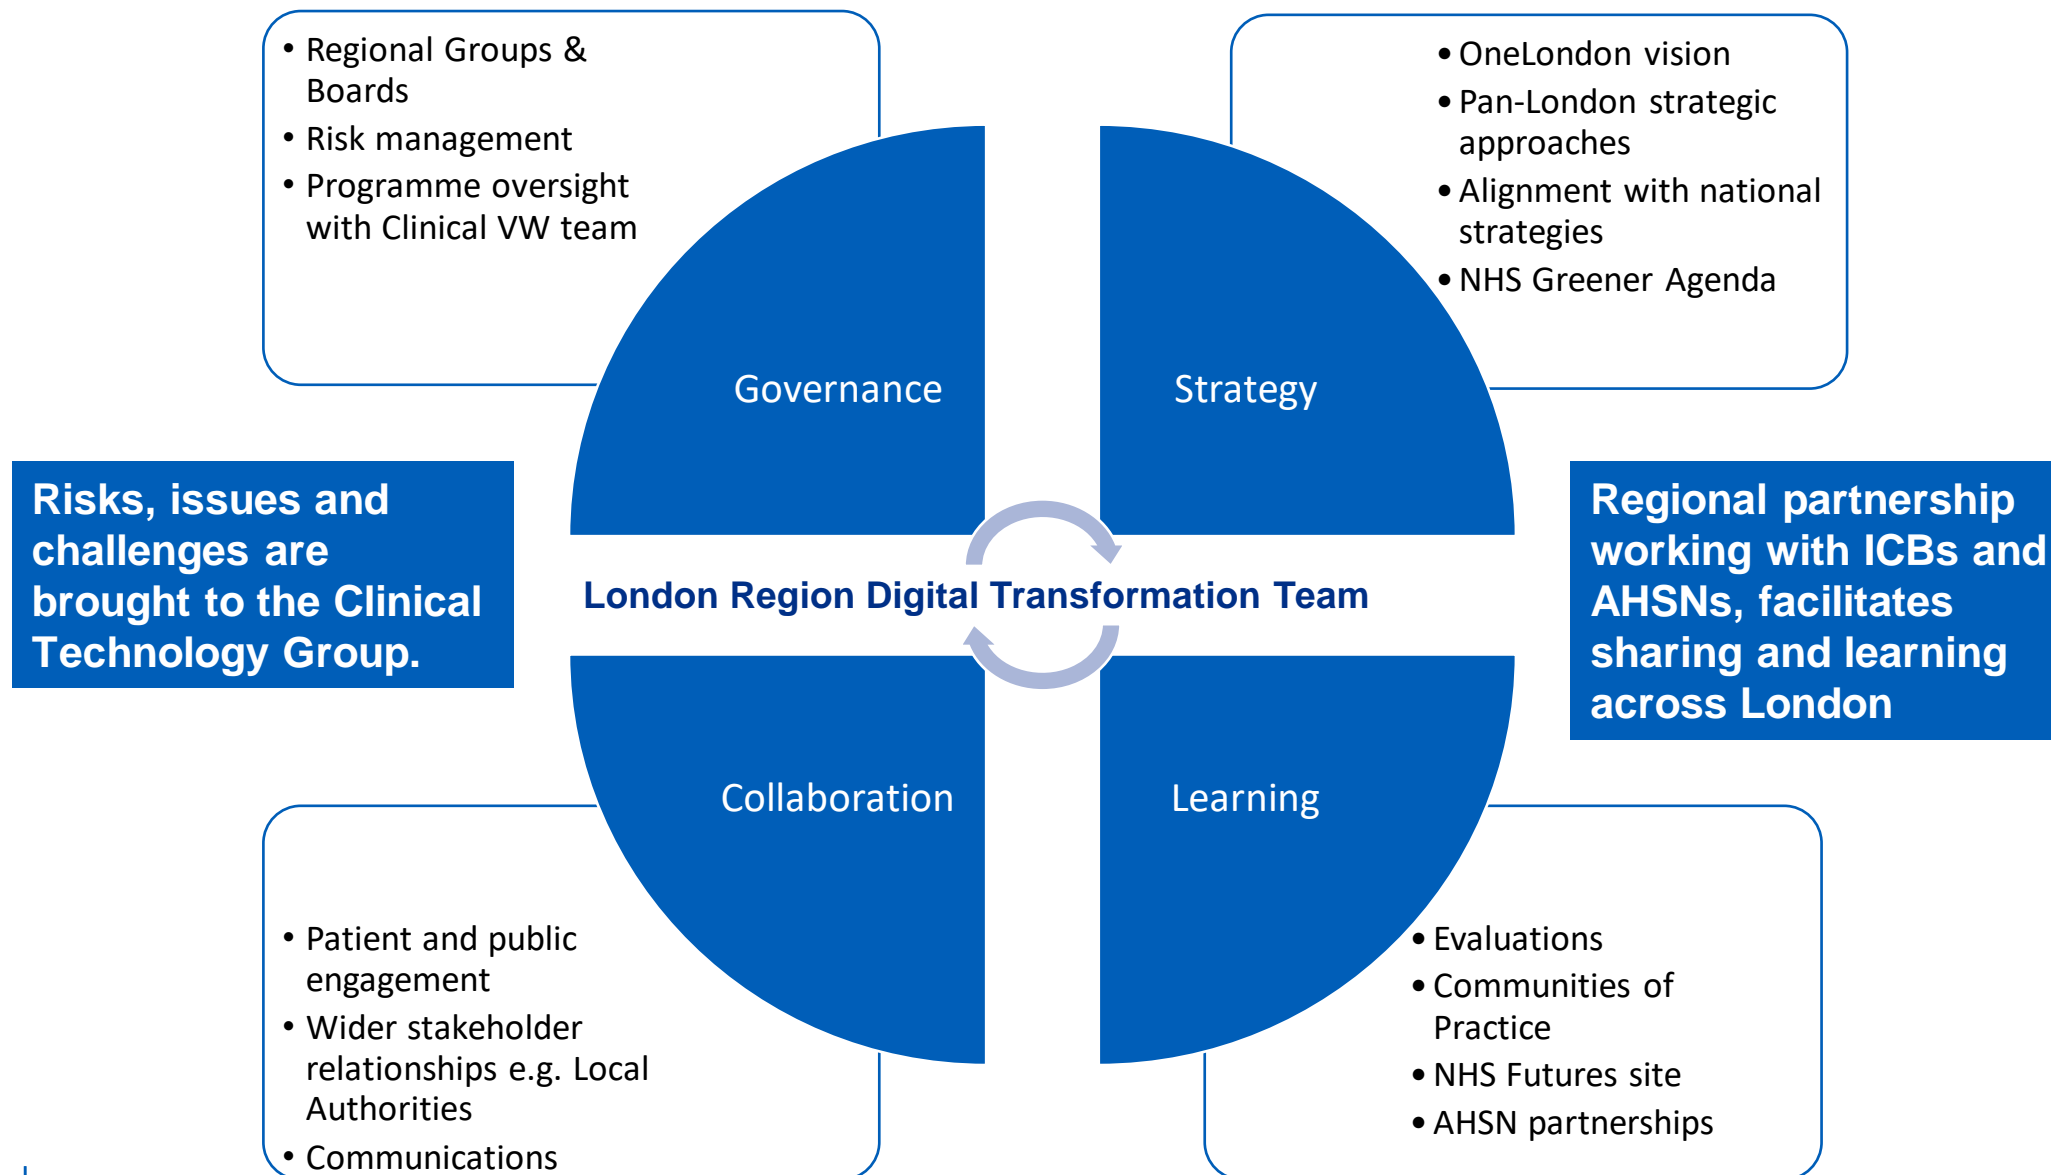 • Regional Groups &
Boards
• Risk management
• Programme oversight
with Clinical VW team
• OneLondon vision
• Pan-London strategic
approaches
• Alignment with national
strategies
• NHS Greener Agenda
Governance
Strategy
Risks, issues and
challenges are
brought to the Clinical
Technology Group.
London Region Digital Transformation Team
Regional partnership
working with ICBs and
AHSNs, facilitates
sharing and learning
across London
Collaboration
Learning
• Patient and public
engagement
• Wider stakeholder
relationships e.g. Local
Authorities
• Communications
• Evaluations
• Communities of
Practice
• NHS Futures site
• AHSN partnerships